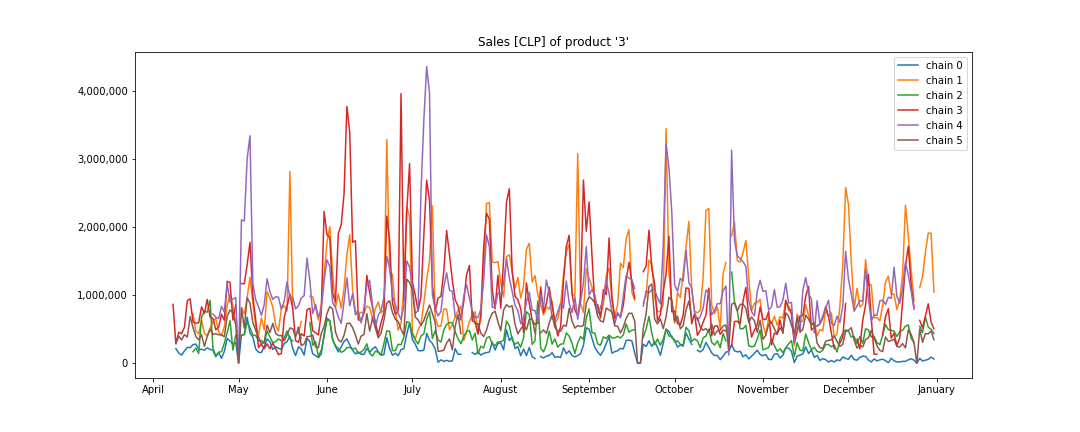 Sales [CLP] of product '3'
4,000,000
3,000,000
2,000,000
1,000,000
0
April May June July August September October November December January
chain 0
chain 1
chain 2
chain 3
chain 4
chain 5